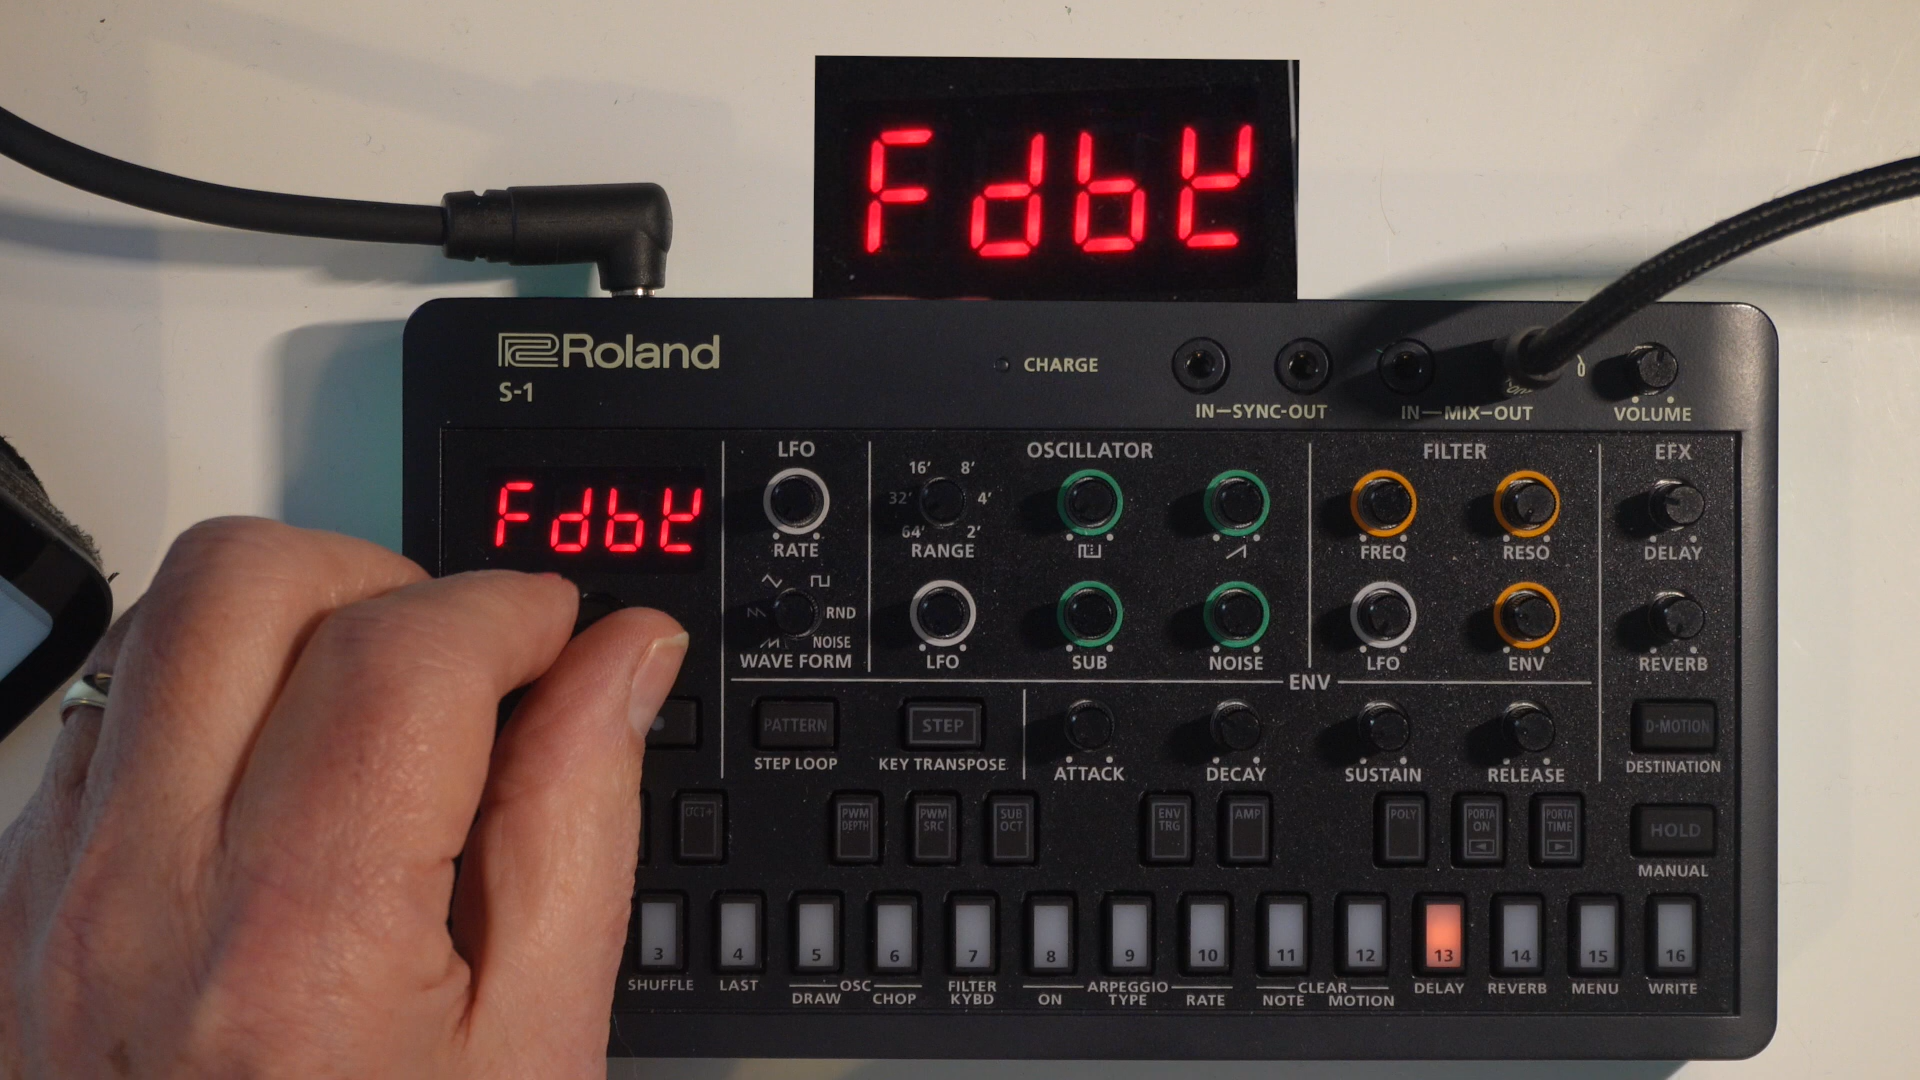 Fdbk
Roland
S-1
CHARGE
IN—SYNC-OUT
IN—MIX—OUT
VOLUME
Fdbk
LFO
OSCILLATOR
FILTER
EFX
16' 8'
32' 4'
64' 2'
RATE
RANGE
FREQ
RESO
DELAY
RND
NOISE
WAVE FORM
LFO
SUB
NOISE
LFO
ENV
REVERB
ENV
PATTERN
STEP
D-MOTION
STEP LOOP
KEY TRANSPOSE
ATTACK
DECAY
SUSTAIN
RELEASE
DESTINATION
OCT+
PWM DEPTH
PWM SRC
SUB OCT
ENV TRG
AMP
POLY
PORTA ON
PORTA TIME
HOLD
MANUAL
3 4 5 6 7 8 9 10 11 12 13 14 15 16
SHUFFLE
LAST
OSC
DRAW
CHOP
FILTER KYBD
ARPEGGIO
ON
TYPE
RATE
CLEAR
NOTE
MOTION
DELAY
REVERB
MENU
WRITE